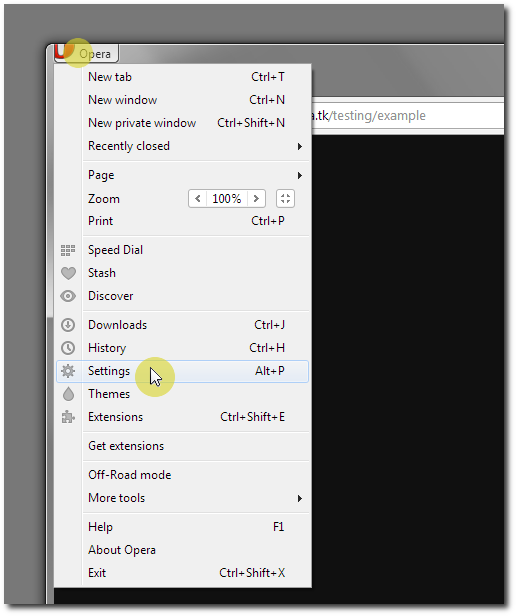 Opera
a.tk/testing/example
New tab Ctrl+T
New window Ctrl+N
New private window Ctrl+Shift+N
Recently closed
Page
Zoom 100%
Print Ctrl+P
Speed Dial
Stash
Discover
Downloads Ctrl+J
History Ctrl+H
Settings Alt+P
Themes
Extensions Ctrl+Shift+E
Get extensions
Off-Road mode
More tools
Help F1
About Opera
Exit Ctrl+Shift+X